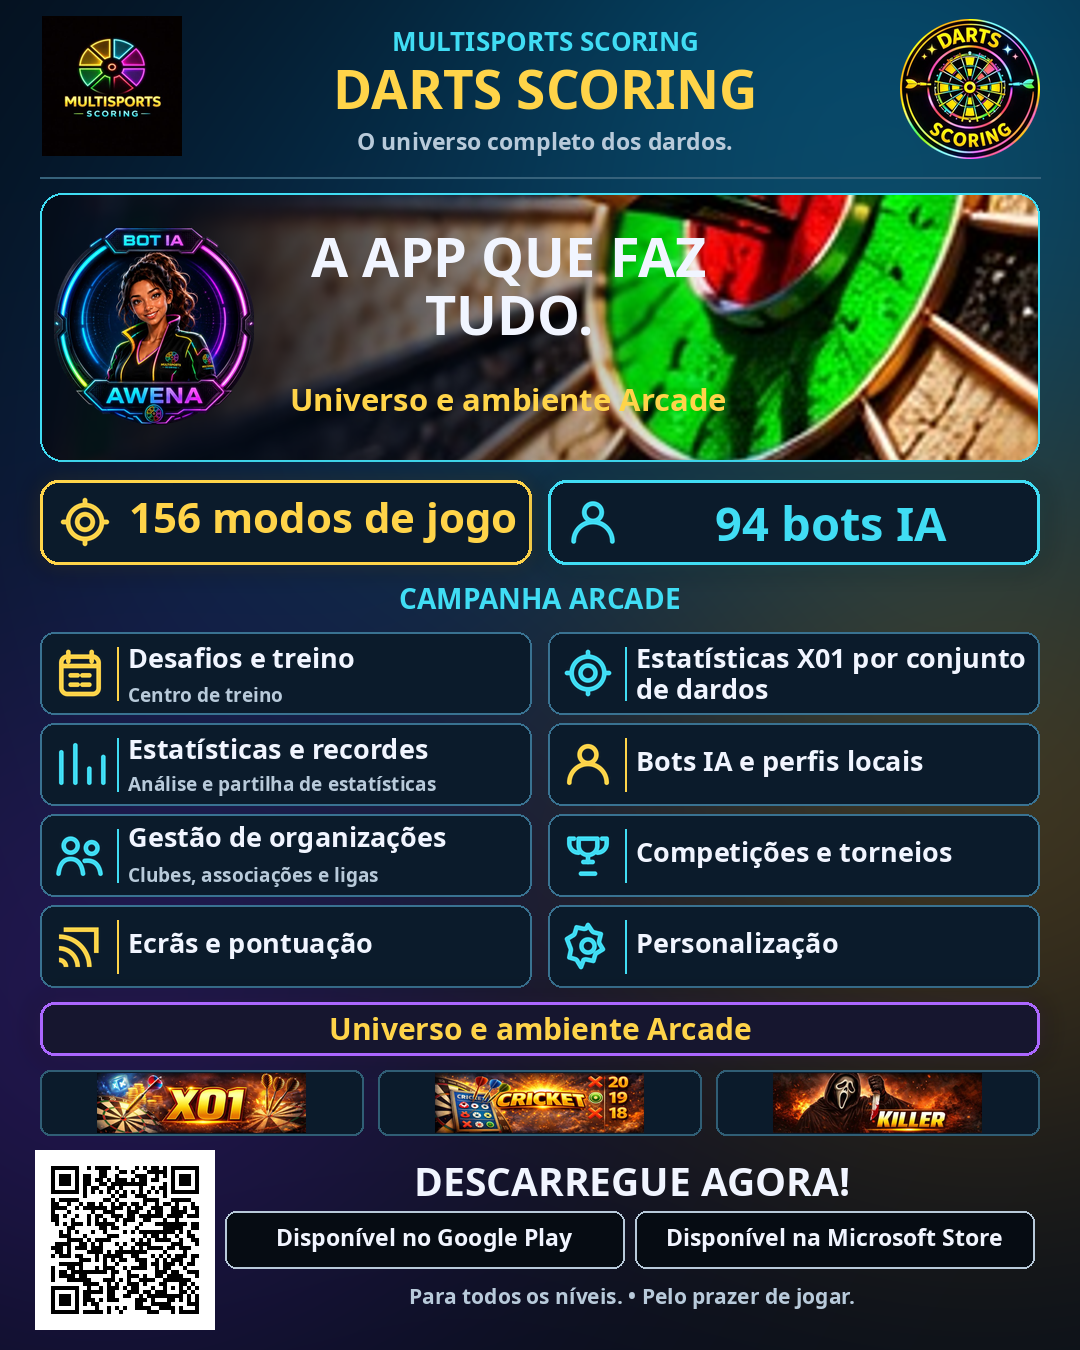 MULTISPORTS
SCORING
MULTISPORTS SCORING
DARTS SCORING
O universo completo dos dardos.
DARTS
SCORING
BOT IA
AWENA
A APP QUE FAZ
TUDO.
Universo e ambiente Arcade
156 modos de jogo
94 bots IA
CAMPANHA ARCADE
Desafios e treino
Centro de treino
Estatísticas X01 por conjunto
de dardos
Estatísticas e recordes
Análise e partilha de estatísticas
Bots IA e perfis locais
Gestão de organizações
Clubes, associações e ligas
Competições e torneios
Ecrãs e pontuação
Personalização
Universo e ambiente Arcade
X01
CRICKET
CRICKET
20
19
18
KILLER
DESCARREGUE AGORA!
Disponível no Google Play
Disponível na Microsoft Store
Para todos os níveis. • Pelo prazer de jogar.